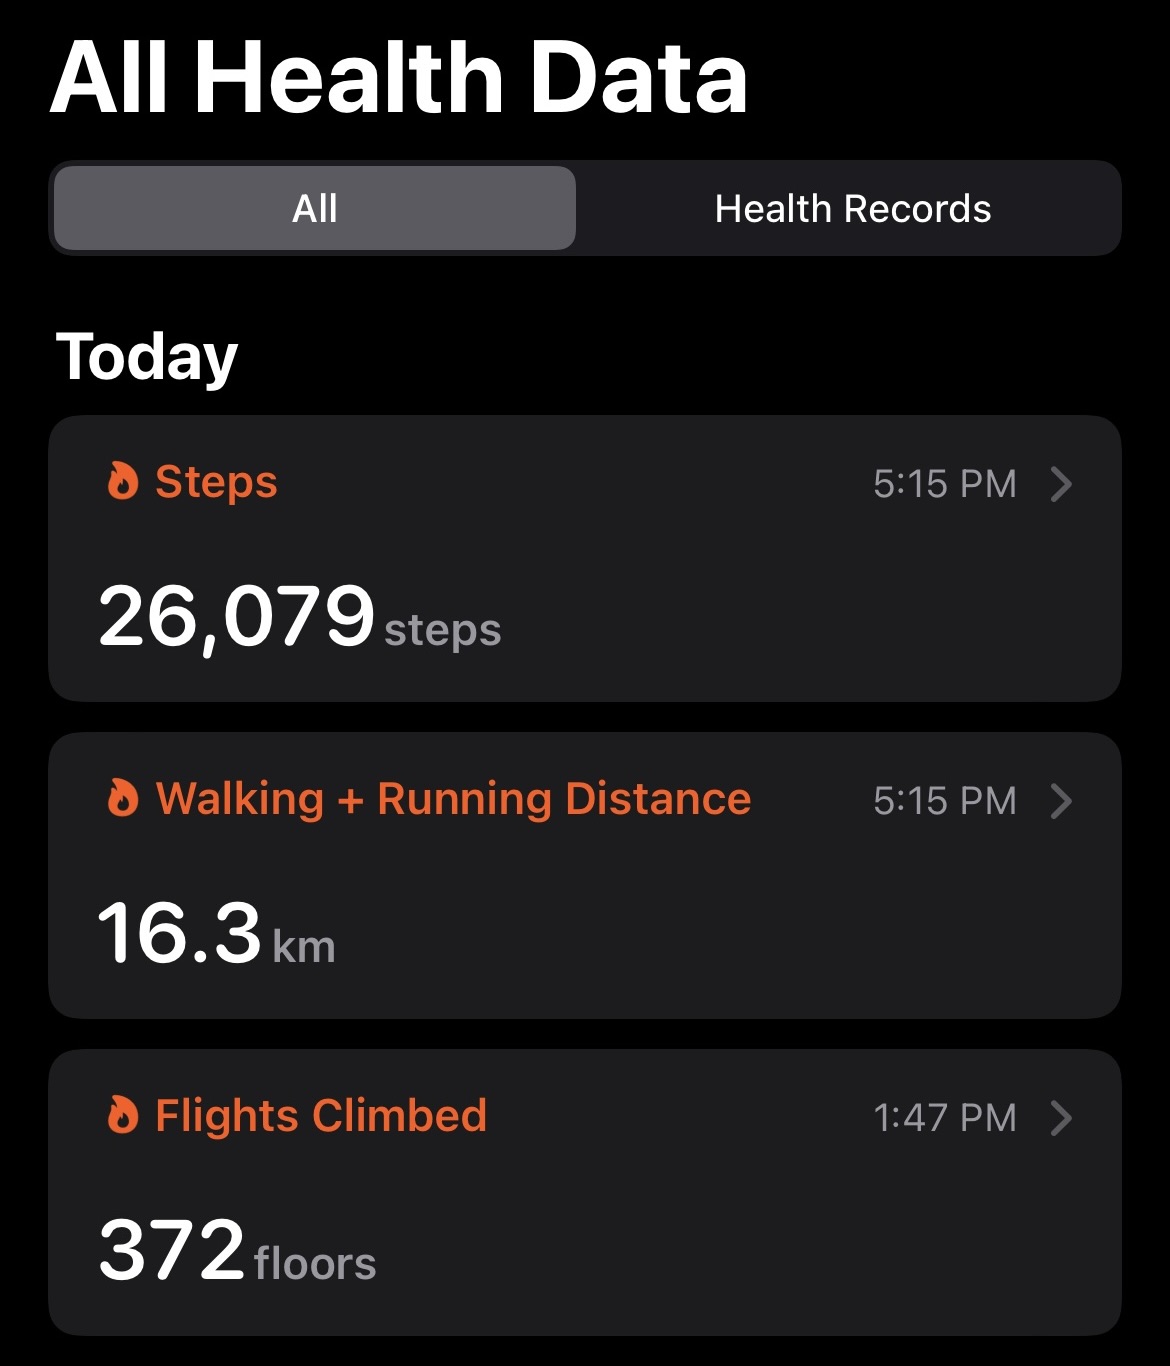 All Health Data
All
Health Records
Today
Steps
5:15 PM
26,079 steps
Walking + Running Distance
5:15 PM
16.3 km
Flights Climbed
1:47 PM
372 floors